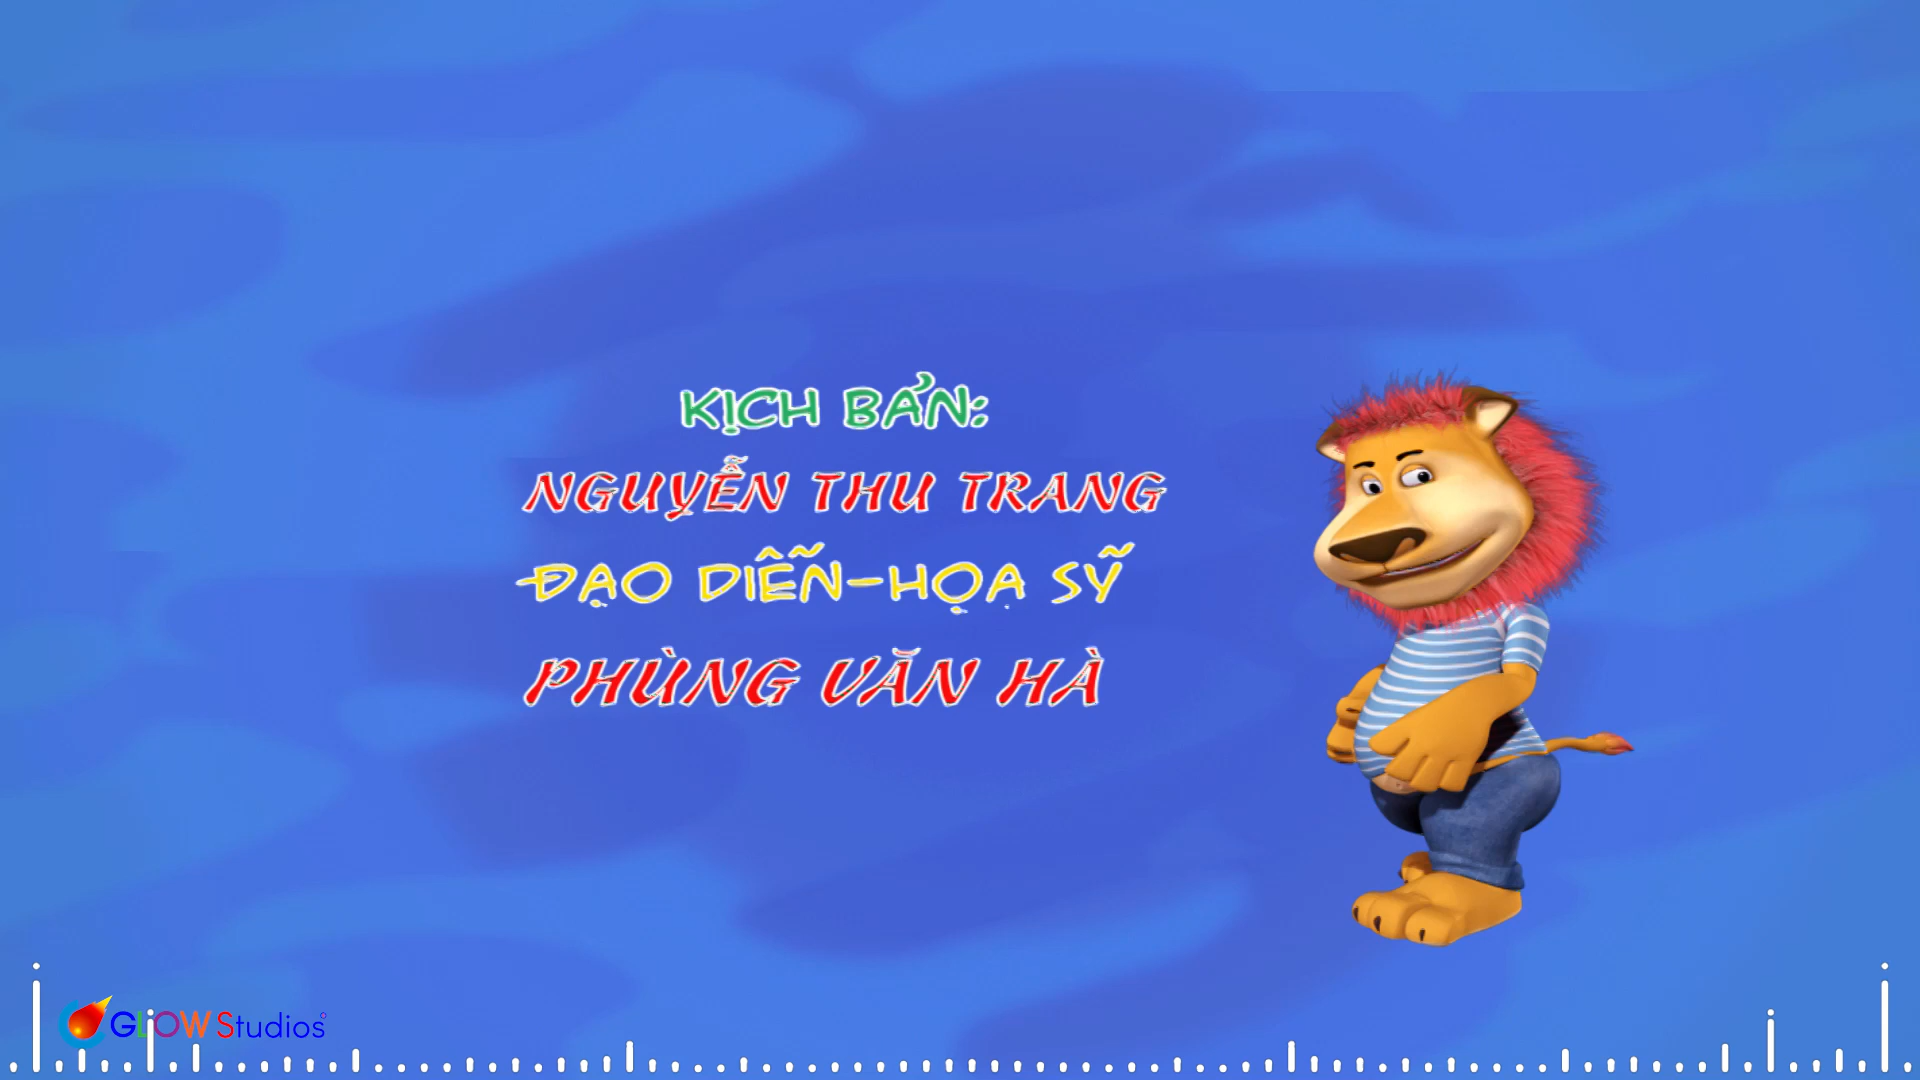 KỊCH BẢN:
NGUYỄN THU TRANG
ĐẠO DIỄN-HỌA SỸ
PHÙNG VĂN HÀ
GLOW Studios